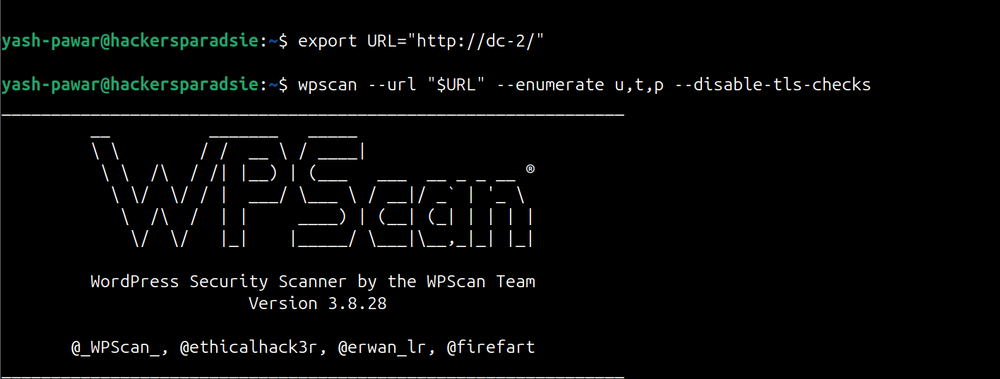 yash-pawar@hackersparadsie:~$ export URL="http://dc-2/"
yash-pawar@hackersparadsie:~$ wpscan --url "$URL" --enumerate u,t,p --disable-tls-checks
_______________________________________________________________
         __          _______   _____
         \ \        / /  __ \ / ____|
          \ \  /\  / /| |__) | (___   ___  __ _ _ __ ®
           \ \/  \/ / |  ___/ \___ \ / __|/ _` | '_ \
            \  /\  /  | |     ____) | (__| (_| | | | |
             \/  \/   |_|    |_____/ \___|\__,_|_| |_|
         WordPress Security Scanner by the WPScan Team
                         Version 3.8.28
       @_WPScan_, @ethicalhack3r, @erwan_lr, @firefart
_______________________________________________________________